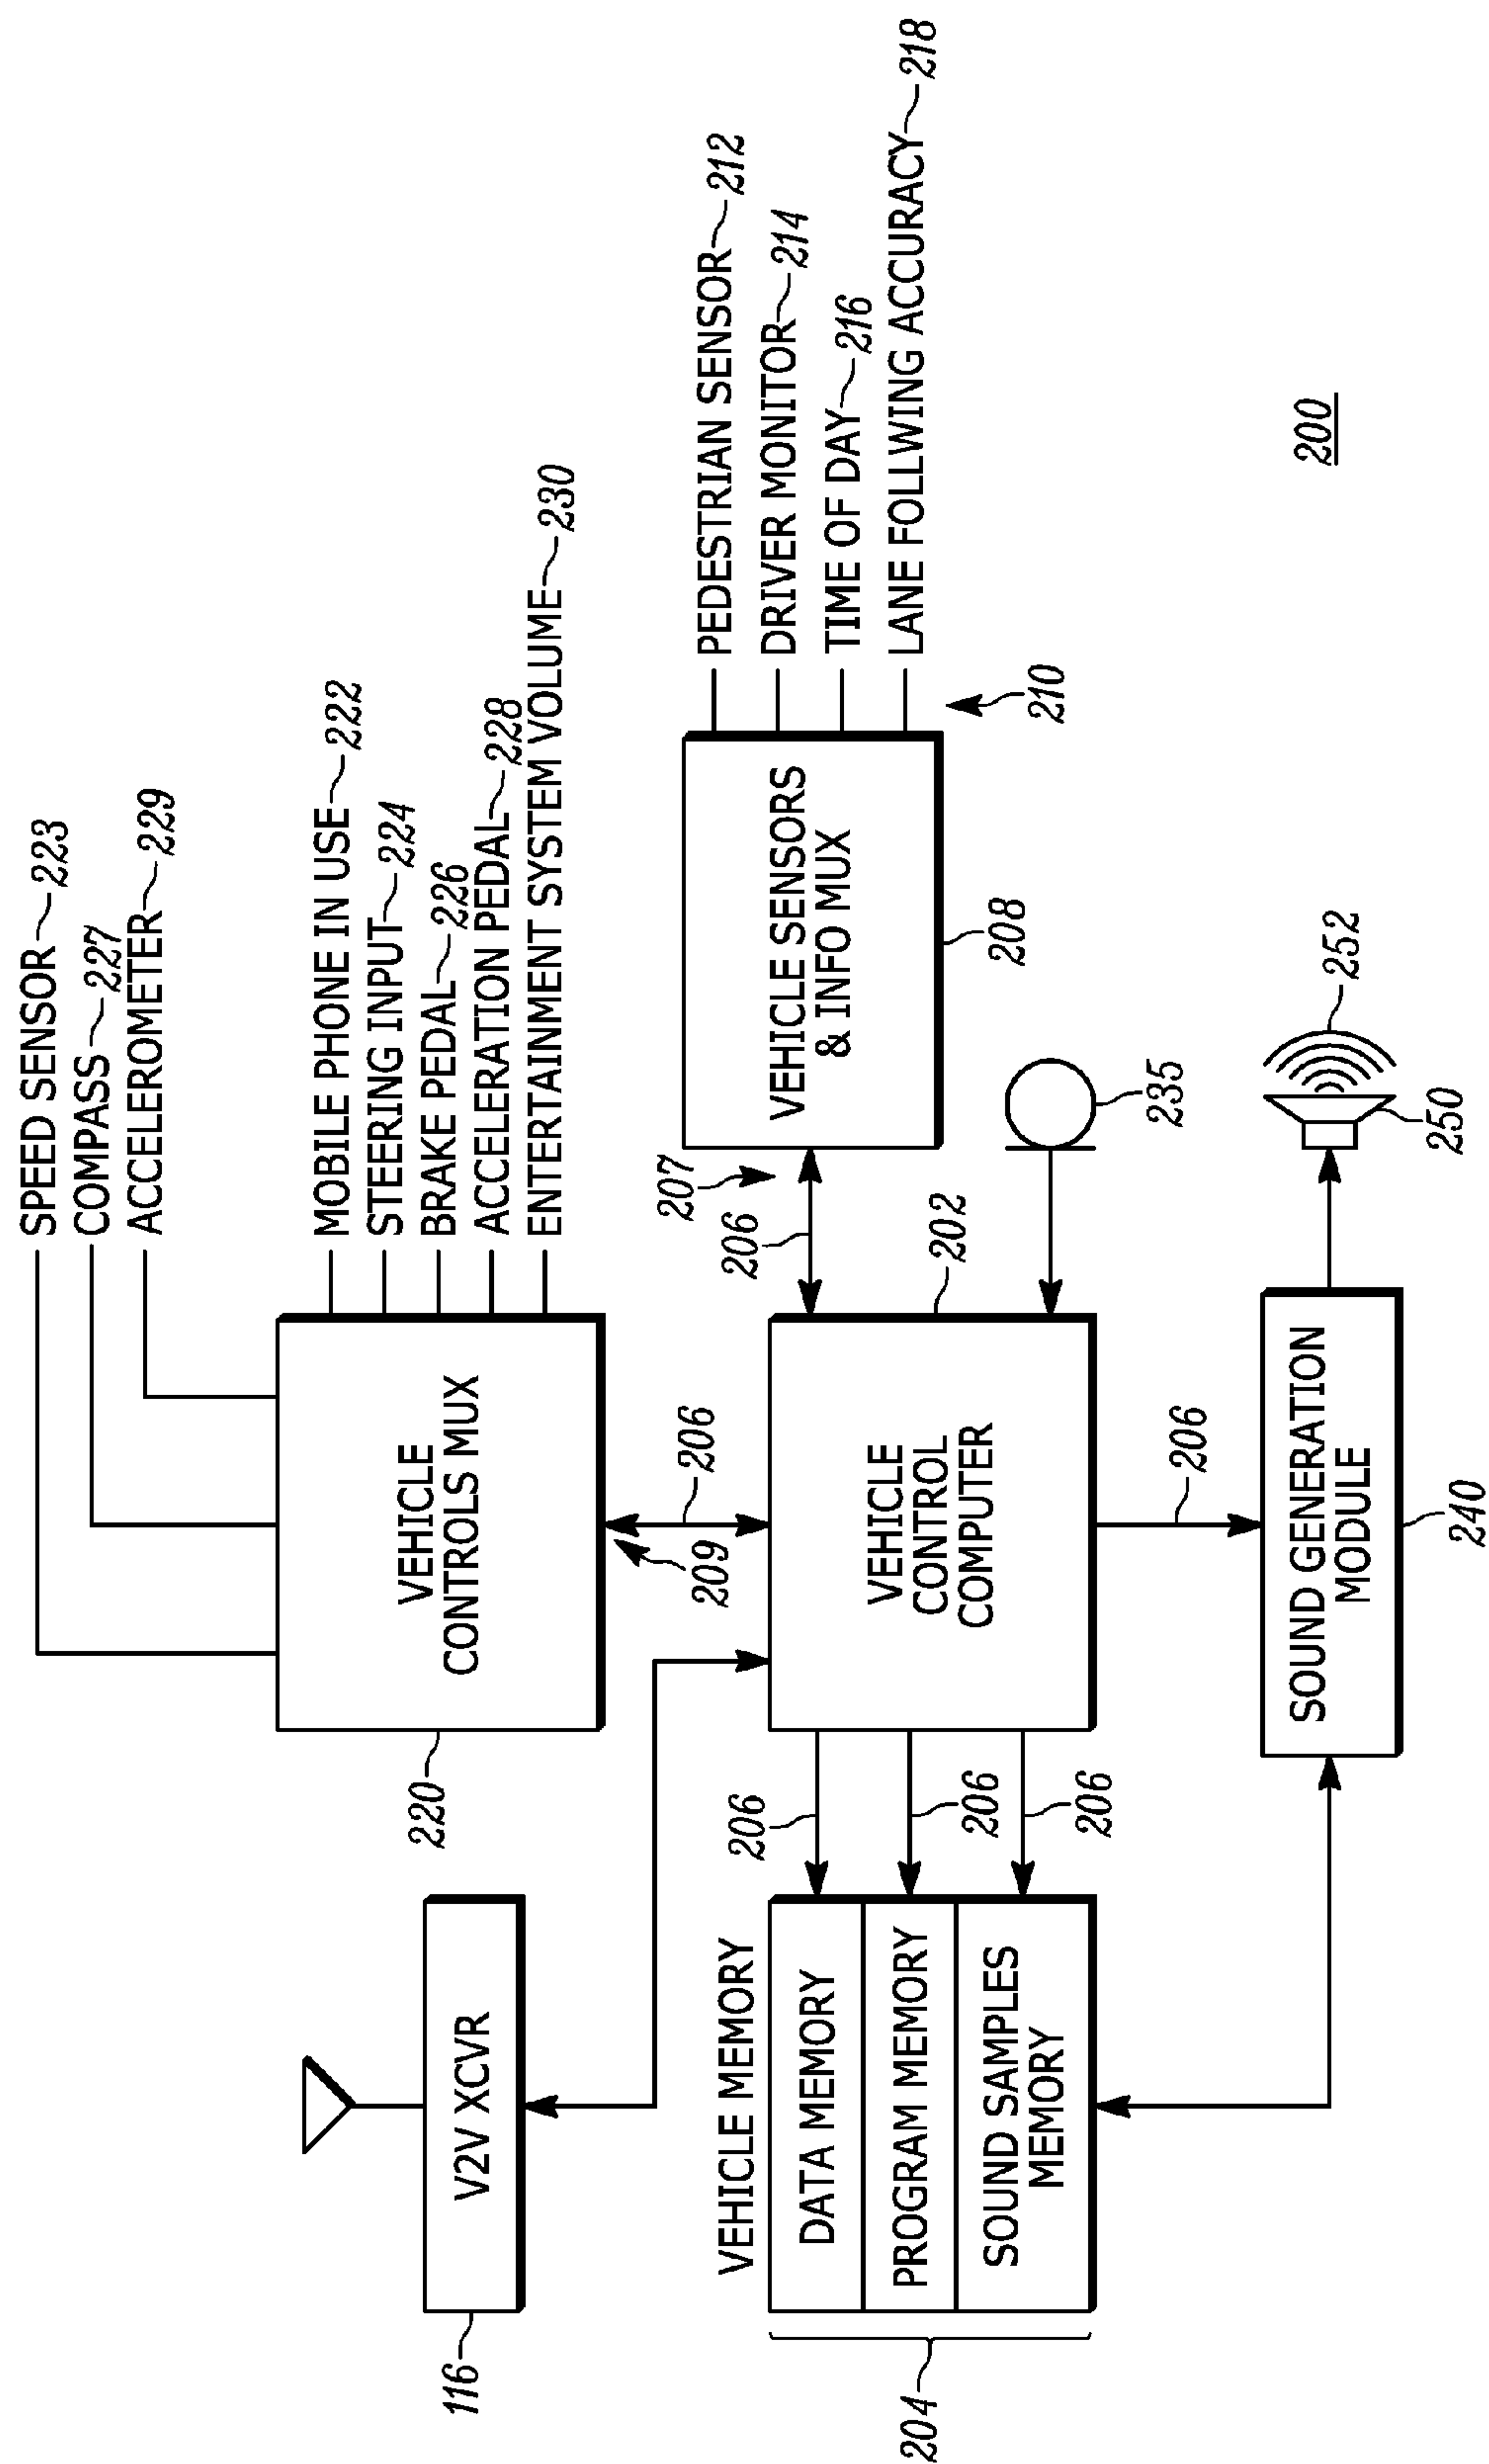 SPEED SENSOR 223
COMPASS 227
ACCELEROMETER 229
MOBILE PHONE IN USE 222
STEERING INPUT 224
BRAKE PEDAL 226
ACCELERATION PEDAL 228
ENTERTAINMENT SYSTEM VOLUME 230
VEHICLE
CONTROLS MUX
220
V2V XCVR
116
206
209
PEDESTRIAN SENSOR 212
DRIVER MONITOR 214
TIME OF DAY 216
LANE FOLLWING ACCURACY 218
210
VEHICLE SENSORS
& INFO MUX
208
207
206
202
VEHICLE
CONTROL
COMPUTER
235
VEHICLE MEMORY
DATA MEMORY
PROGRAM MEMORY
SOUND SAMPLES
MEMORY
204
206
206
206
206
SOUND GENERATION
MODULE
240
250
252
200